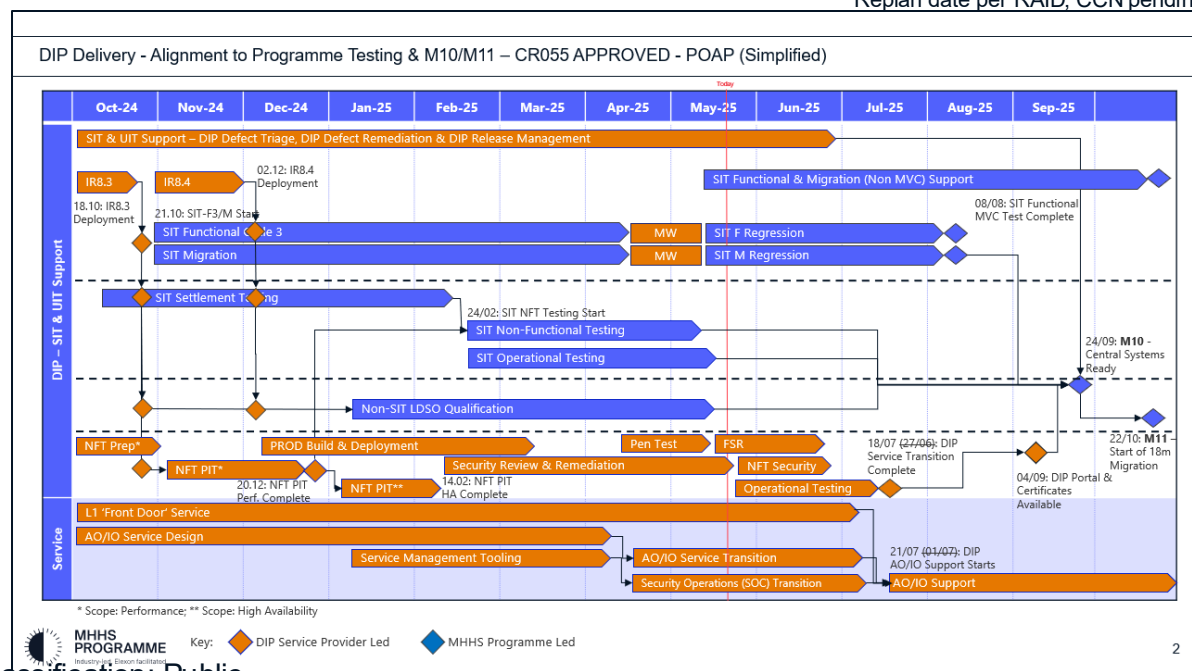 Replan date per RAID, CCN
DIP Delivery - Alignment to Programme Testing & M10/M11 – CR055 APPROVED - POAP (Simplified)
Today
Oct-24 Nov-24 Dec-24 Jan-25 Feb-25 Mar-25 Apr-25 May-25 Jun-25 Jul-25 Aug-25 Sep-25
DIP – SIT & UIT Support
SIT & UIT Support – DIP Defect Triage, DIP Defect Remediation & DIP Release Management
IR8.3
IR8.4
02.12: IR8.4
Deployment
SIT Functional & Migration (Non MVC) Support
18.10: IR8.3
Deployment
21.10: SIT-F3/M Start
08/08: SIT Functional
MVC Test Complete
SIT Functional Cycle 3
MW
SIT F Regression
SIT Migration
MW
SIT M Regression
SIT Settlement Testing
24/02: SIT NFT Testing Start
SIT Non-Functional Testing
SIT Operational Testing
24/09: M10 -
Central Systems
Ready
Non-SIT LDSO Qualification
22/10: M11 –
Start of 18m
Migration
NFT Prep*
PROD Build & Deployment
Pen Test
FSR
18/07 (27/06): DIP
Service Transition
Complete
NFT PIT*
Security Review & Remediation
NFT Security
20.12: NFT PIT
Perf. Complete
NFT PIT**
14.02: NFT PIT
HA Complete
Operational Testing
04/09: DIP Portal &
Certificates
Available
Service
L1 'Front Door' Service
AO/IO Service Design
Service Management Tooling
AO/IO Service Transition
21/07 (01/07): DIP
AO/IO Support Starts
Security Operations (SOC) Transition
AO/IO Support
* Scope: Performance; ** Scope: High Availability
MHHS
PROGRAMME
Industry-led, Elexon facilitated
Key:
DIP Service Provider Led
MHHS Programme Led
2
Public